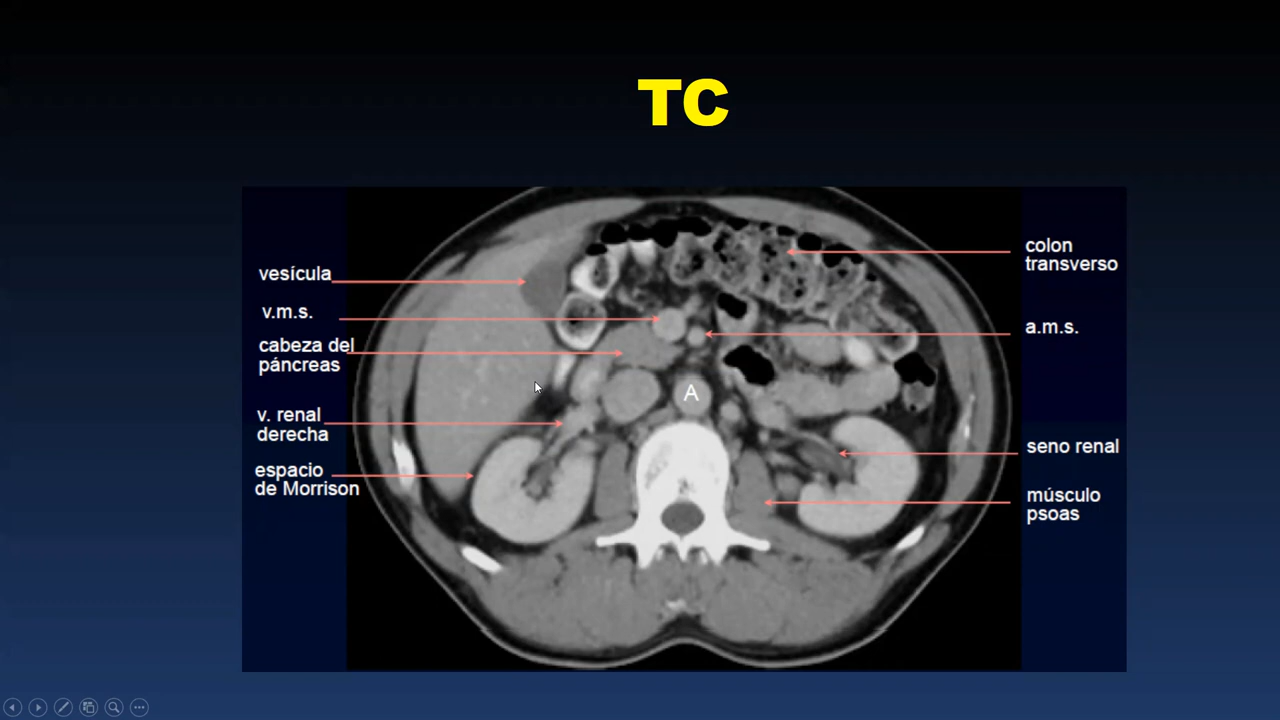 TC
vesícula
v.m.s.
cabeza del
páncreas
v. renal
derecha
espacio
de Morrison
A
colon
transverso
a.m.s.
seno renal
músculo
psoas